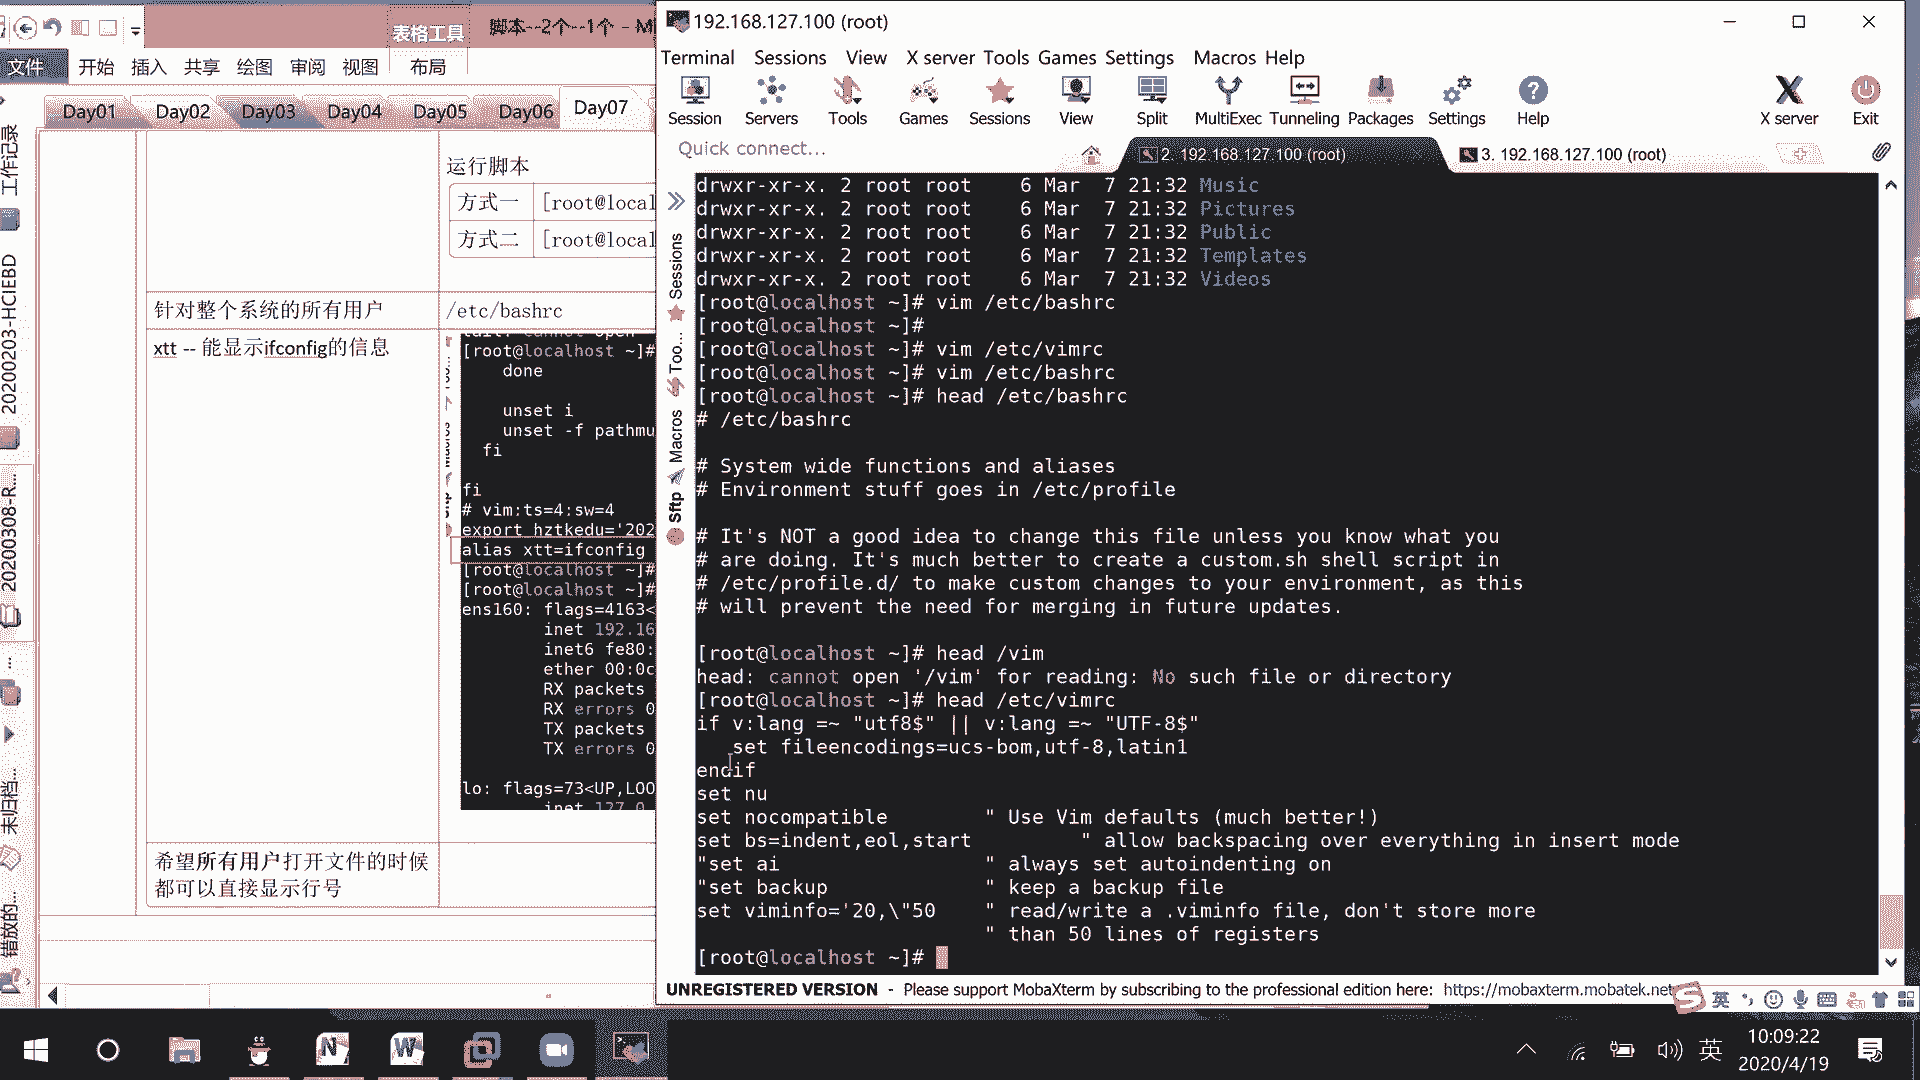 表格工具
脚本--2个--1个 - M
文件 开始 插入 共享 绘图 审阅 视图 布局
Day01 Day02 Day03 Day04 Day05 Day06 Day07
工作记录
20200203-HCIEBD
20200308-R...
...
未归档...
错放的...
运行脚本
方式一 [root@local
方式二 [root@local
针对整个系统的所有用户 /etc/bashrc
xtt -- 能显示ifconfig的信息
[root@localhost ~]#
done
unset i
unset -f pathmu
fi
fi
# vim:ts=4:sw=4
export hztkedu='202
alias xtt=ifconfig
[root@localhost ~]#
[root@localhost ~]#
ens160: flags=4163<
inet 192.16
inet6 fe80:
ether 00:0c
RX packets
RX errors 0
TX packets
TX errors 0
lo: flags=73<UP,LOO
inet 127.0
希望所有用户打开文件的时候
都可以直接显示行号
192.168.127.100 (root)
Terminal Sessions View X server Tools Games Settings Macros Help
Session Servers Tools Games Sessions View Split MultiExec Tunneling Packages Settings Help X server Exit
Quick connect...
2. 192.168.127.100 (root)
3. 192.168.127.100 (root)
Sessions
Too...
Macros
Sftp
drwxr-xr-x. 2 root root    6 Mar  7 21:32 Music
drwxr-xr-x. 2 root root    6 Mar  7 21:32 Pictures
drwxr-xr-x. 2 root root    6 Mar  7 21:32 Public
drwxr-xr-x. 2 root root    6 Mar  7 21:32 Templates
drwxr-xr-x. 2 root root    6 Mar  7 21:32 Videos
[root@localhost ~]# vim /etc/bashrc
[root@localhost ~]#
[root@localhost ~]# vim /etc/vimrc
[root@localhost ~]# vim /etc/bashrc
[root@localhost ~]# head /etc/bashrc
# /etc/bashrc
# System wide functions and aliases
# Environment stuff goes in /etc/profile
# It's NOT a good idea to change this file unless you know what you
# are doing. It's much better to create a custom.sh shell script in
# /etc/profile.d/ to make custom changes to your environment, as this
# will prevent the need for merging in future updates.
[root@localhost ~]# head /vim
head: cannot open '/vim' for reading: No such file or directory
[root@localhost ~]# head /etc/vimrc
if v:lang =~ "utf8$" || v:lang =~ "UTF-8$"
set fileencodings=ucs-bom,utf-8,latin1
endif
set nu
set nocompatible " Use Vim defaults (much better!)
set bs=indent,eol,start " allow backspacing over everything in insert mode
"set ai " always set autoindenting on
"set backup " keep a backup file
set viminfo='20,\"50 " read/write a .viminfo file, don't store more
" than 50 lines of registers
[root@localhost ~]#
UNREGISTERED VERSION - Please support MobaXterm by subscribing to the professional edition here: https://mobaxterm.mobatek.net
英
英
10:09:22
2020/4/19